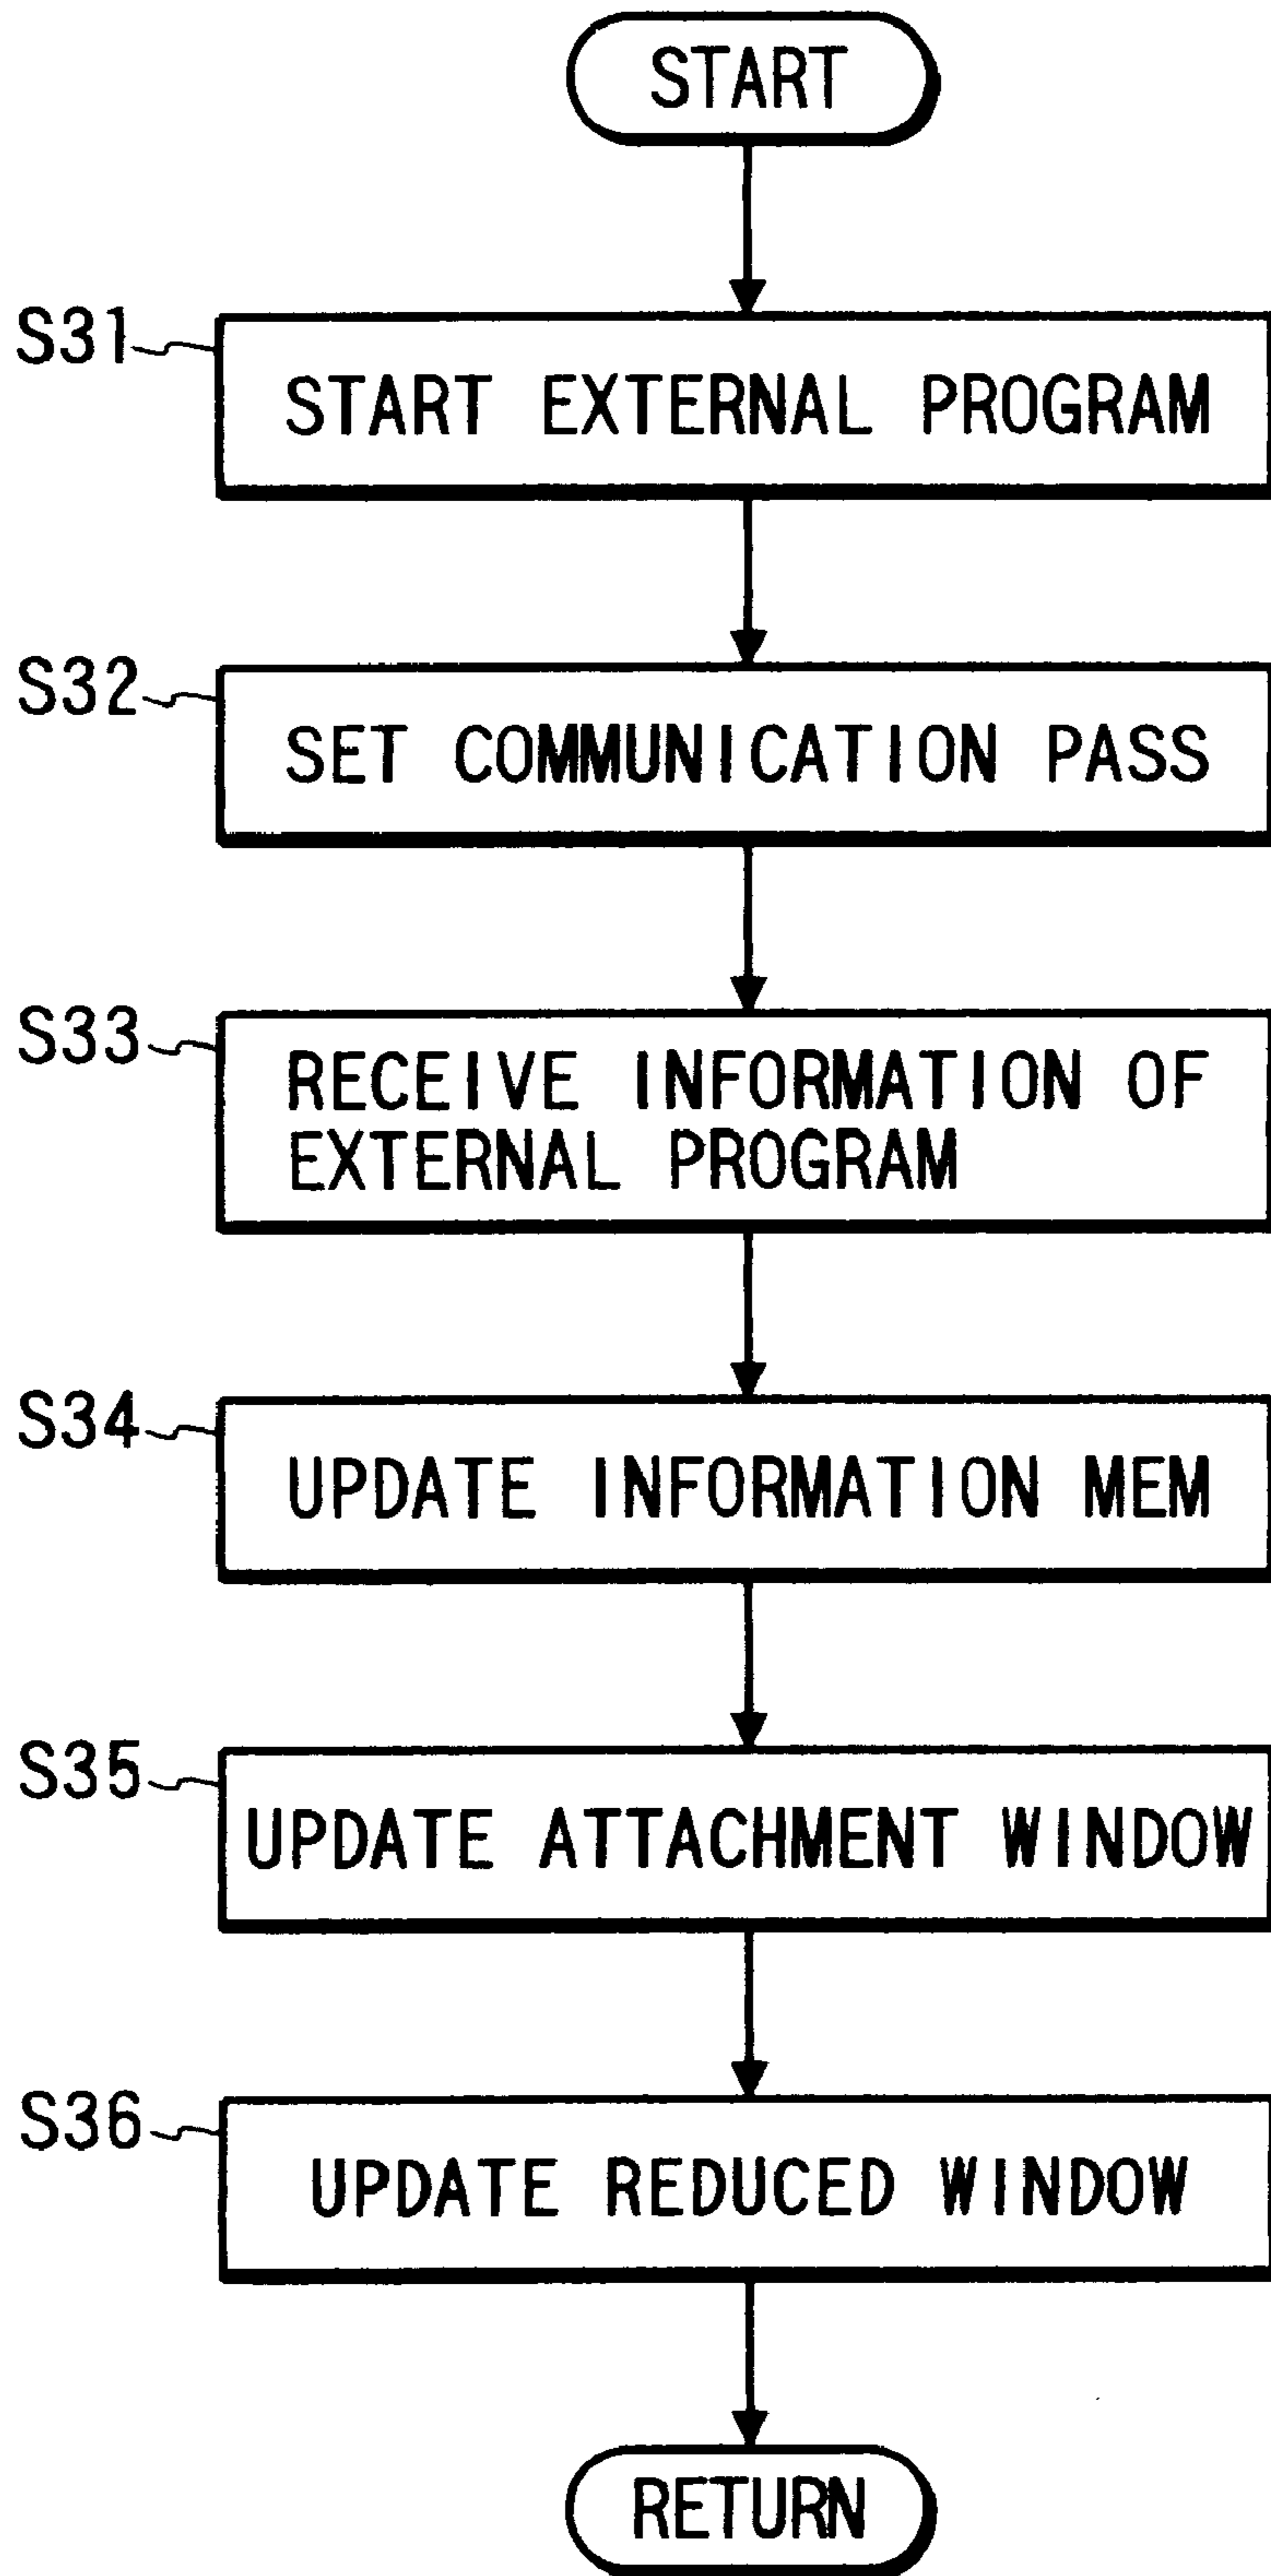 START
S31
START EXTERNAL PROGRAM
S32
SET COMMUNICATION PASS
S33
RECEIVE INFORMATION OF
EXTERNAL PROGRAM
S34
UPDATE INFORMATION MEM
S35
UPDATE ATTACHMENT WINDOW
S36
UPDATE REDUCED WINDOW
RETURN